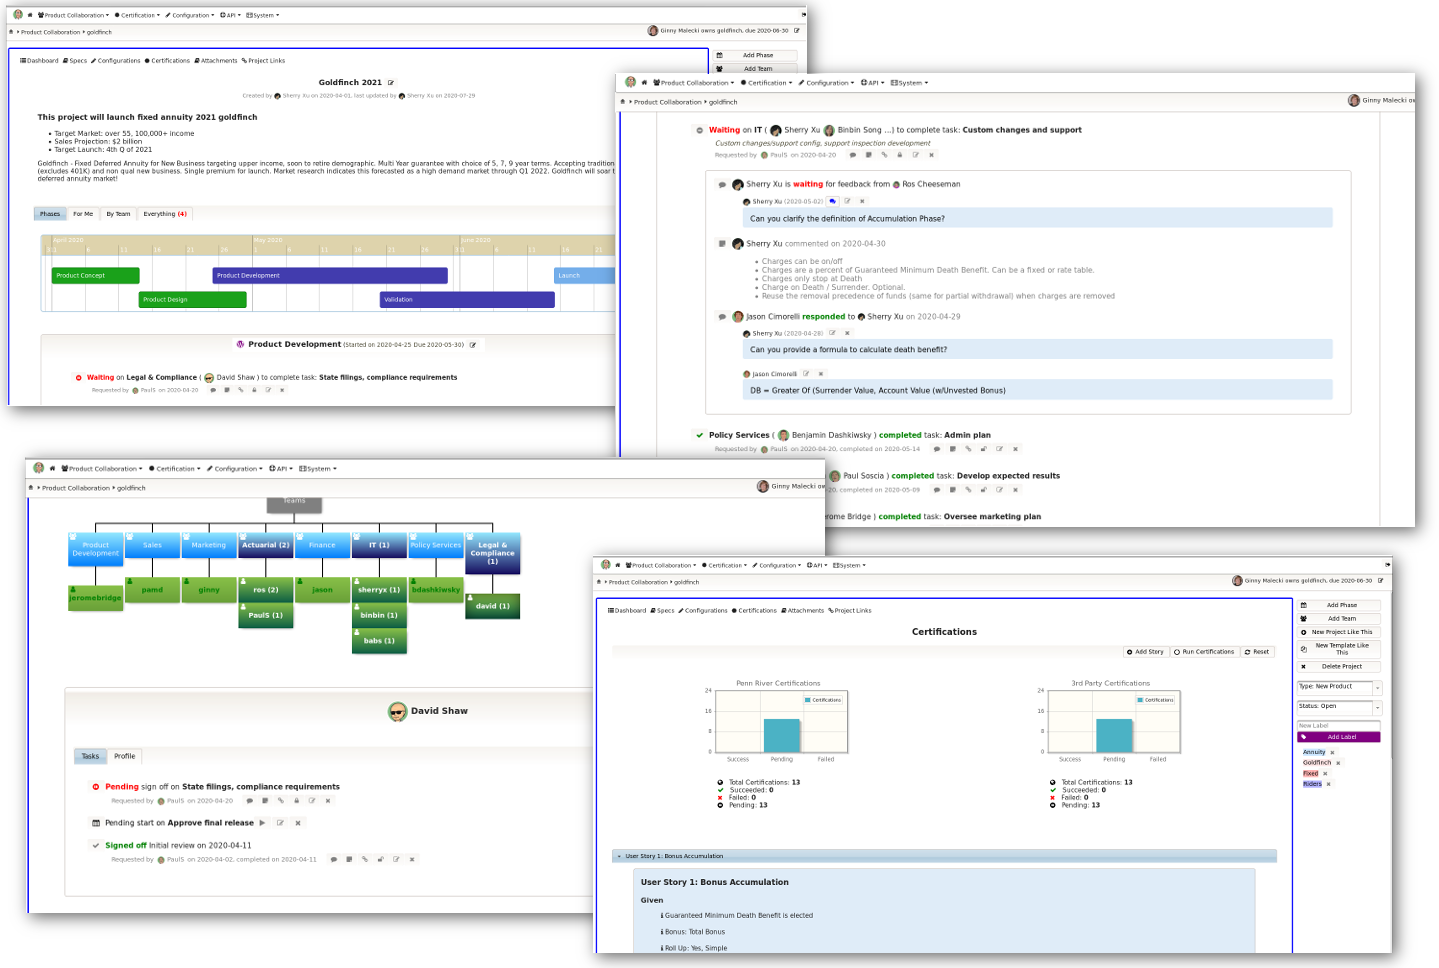 Product Collaboration Certification Configuration API System
Product Collaboration goldfinch
Ginny Malecki owns goldfinch, due 2020-06-30
Dashboard Specs Configurations Certifications Attachments Project Links
Add Phase
Add Team
Goldfinch 2021
Created by Sherry Xu on 2020-04-01, last updated by Sherry Xu on 2020-07-29
This project will launch fixed annuity 2021 goldfinch
Target Market: over 55, 100,000+ income
Sales Projection: $2 billion
Target Launch: 4th Q of 2021
Goldfinch - Fixed Deferred Annuity for New Business targeting upper income, soon to retire demographic. Multi Year guarantee with choice of 5, 7, 9 year terms. Accepting tradition
(excludes 401K) and non qual new business. Single premium for launch. Market research indicates this forecasted as a high demand market through Q1 2022. Goldfinch will soar t
deferred annuity market!
Phases For Me By Team Everything (4)
April 2020 May 2020 June 2020
6 11 16 21 26 1 6 11 16 21 26 1 6 11 16 21
Product Concept
Product Development
Launch
Product Design
Validation
Product Development (Started on 2020-04-25 Due 2020-05-30)
Waiting on Legal & Compliance ( David Shaw ) to complete task: State filings, compliance requirements
Requested by PaulS on 2020-04-20
Product Collaboration Certification Configuration API System
Product Collaboration goldfinch
Ginny Malecki ow
Waiting on IT ( Sherry Xu Binbin Song ...) to complete task: Custom changes and support
Custom changes/support config, support inspection development
Requested by PaulS on 2020-04-20
Sherry Xu is waiting for feedback from Ros Cheeseman
Sherry Xu (2020-05-02)
Can you clarify the definition of Accumulation Phase?
Sherry Xu commented on 2020-04-30
Charges can be on/off
Charges are a percent of Guaranteed Minimum Death Benefit. Can be a fixed or rate table.
Charges only stop at Death
Charge on Death / Surrender. Optional.
Reuse the removal precedence of funds (same for partial withdrawal) when charges are removed
Jason Cimorelli responded to Sherry Xu on 2020-04-29
Sherry Xu (2020-04-28)
Can you provide a formula to calculate death benefit?
Jason Cimorelli
DB = Greater Of (Surrender Value, Account Value (w/Unvested Bonus)
Policy Services ( Benjamin Dashkiwsky ) completed task: Admin plan
Requested by PaulS on 2020-04-20, completed on 2020-05-14
Paul Soscia ) completed task: Develop expected results
20, completed on 2020-05-09
rome Bridge ) completed task: Oversee marketing plan
Product Collaboration Certification Configuration API System
Product Collaboration goldfinch
Ginny Malecki ow
Teams
Product Development
Sales
Marketing
Actuarial (2)
Finance
IT (1)
Policy Services
Legal & Compliance (1)
jeromebridge
pamd
ginny
ros (2)
jason
sherryx (1)
bdashkiwsky
david (1)
PaulS (1)
binbin (1)
babs (1)
David Shaw
Tasks Profile
Pending sign off on State filings, compliance requirements
Requested by PaulS on 2020-04-20
Pending start on Approve final release
Signed off Initial review on 2020-04-11
Requested by PaulS on 2020-04-02, completed on 2020-04-11
Product Collaboration Certification Configuration API System
Product Collaboration goldfinch
Ginny Malecki owns goldfinch, due 2020-06-30
Dashboard Specs Configurations Certifications Attachments Project Links
Certifications
Add Story Run Certifications Reset
Penn River Certifications
24
16
8
0
Certifications
Success Pending Failed
Total Certifications: 13
Succeeded: 0
Failed: 0
Pending: 13
3rd Party Certifications
24
16
8
0
Certifications
Success Pending Failed
Total Certifications: 13
Succeeded: 0
Failed: 0
Pending: 13
User Story 1: Bonus Accumulation
User Story 1: Bonus Accumulation
Given
Guaranteed Minimum Death Benefit is elected
Bonus: Total Bonus
Roll Up: Yes, Simple
Add Phase
Add Team
New Project Like This
New Template Like
This
Delete Project
Type: New Product
Status: Open
New Label
Add Label
Annuity
Goldfinch
Fixed
Riders